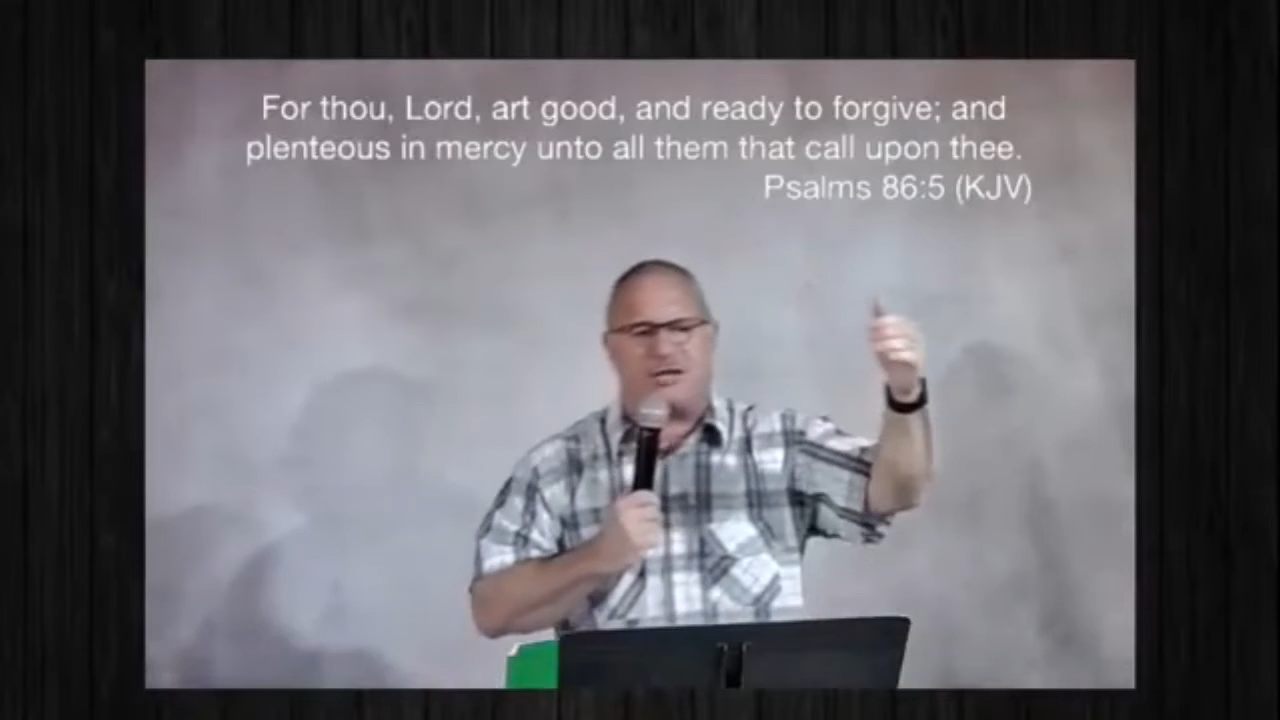 For thou, Lord, art good, and ready to forgive; and
plenteous in mercy unto all them that call upon thee.
Psalms 86:5 (KJV)